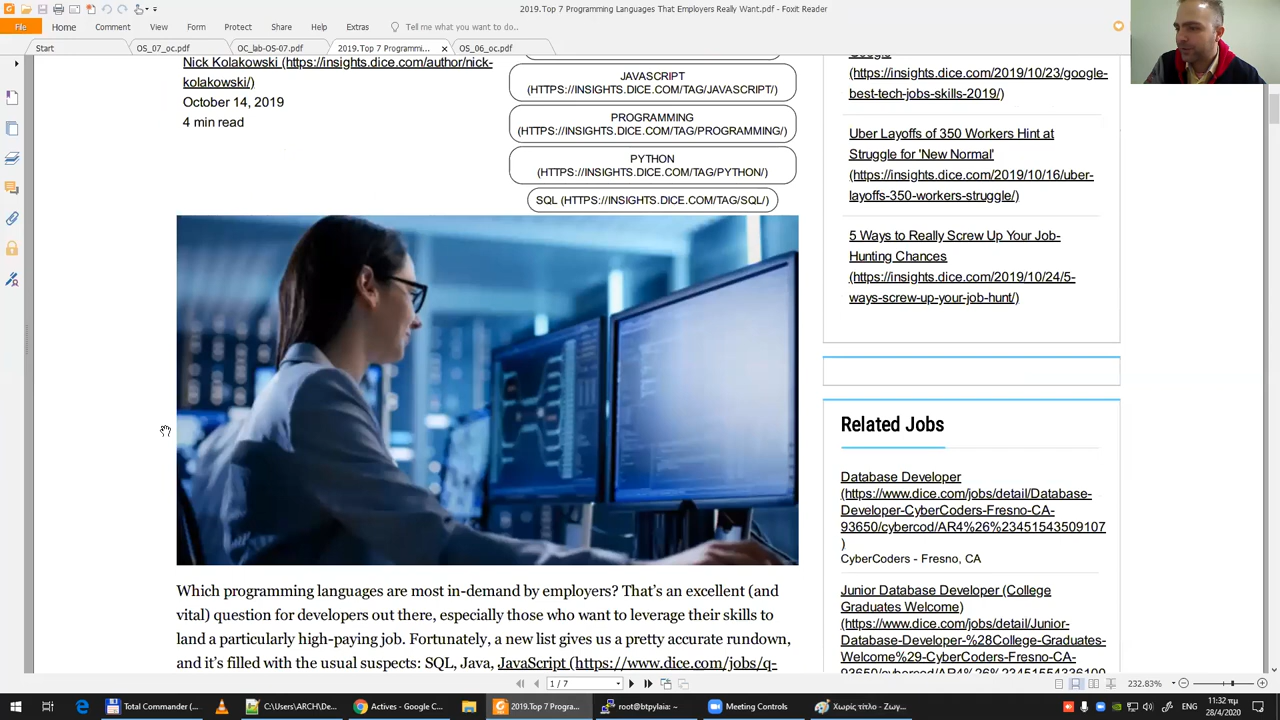 2019.Top 7 Programming Languages That Employers Really Want.pdf - Foxit Reader
File Home Comment View Form Protect Share Help Extras Tell me what you want to do...
Start OS_07_oc.pdf OC_lab-OS-07.pdf 2019.Top 7 Programmi... OS_06_oc.pdf
Nick Kolakowski (https://insights.dice.com/author/nick-
kolakowski/)
October 14, 2019
4 min read
JAVASCRIPT
(HTTPS://INSIGHTS.DICE.COM/TAG/JAVASCRIPT/)
PROGRAMMING
(HTTPS://INSIGHTS.DICE.COM/TAG/PROGRAMMING/)
PYTHON
(HTTPS://INSIGHTS.DICE.COM/TAG/PYTHON/)
SQL (HTTPS://INSIGHTS.DICE.COM/TAG/SQL/)
Which programming languages are most in-demand by employers? That's an excellent (and
vital) question for developers out there, especially those who want to leverage their skills to
land a particularly high-paying job. Fortunately, a new list gives us a pretty accurate rundown,
and it's filled with the usual suspects: SQL, Java, JavaScript (https://www.dice.com/jobs/q-
(https://insights.dice.com/2019/10/23/google-
best-tech-jobs-skills-2019/)
Uber Layoffs of 350 Workers Hint at
Struggle for 'New Normal'
(https://insights.dice.com/2019/10/16/uber-
layoffs-350-workers-struggle/)
5 Ways to Really Screw Up Your Job-
Hunting Chances
(https://insights.dice.com/2019/10/24/5-
ways-screw-up-your-job-hunt/)
Related Jobs
Database Developer
(https://www.dice.com/jobs/detail/Database-
Developer-CyberCoders-Fresno-CA-
93650/cybercod/AR4%26%23451543509107
)
CyberCoders - Fresno, CA
Junior Database Developer (College
Graduates Welcome)
(https://www.dice.com/jobs/detail/Junior-
Database-Developer-%28College-Graduates-
Welcome%29-CyberCoders-Fresno-CA-
1 / 7
232.83%
Total Commander (... C:\Users\ARCH\De... Actives - Google C... 2019.Top 7 Progra... root@btpylaia: ~ Meeting Controls Χωρίς τίτλο - Ζωγ...
ΕΛ 11:32 πμ
28/4/2020